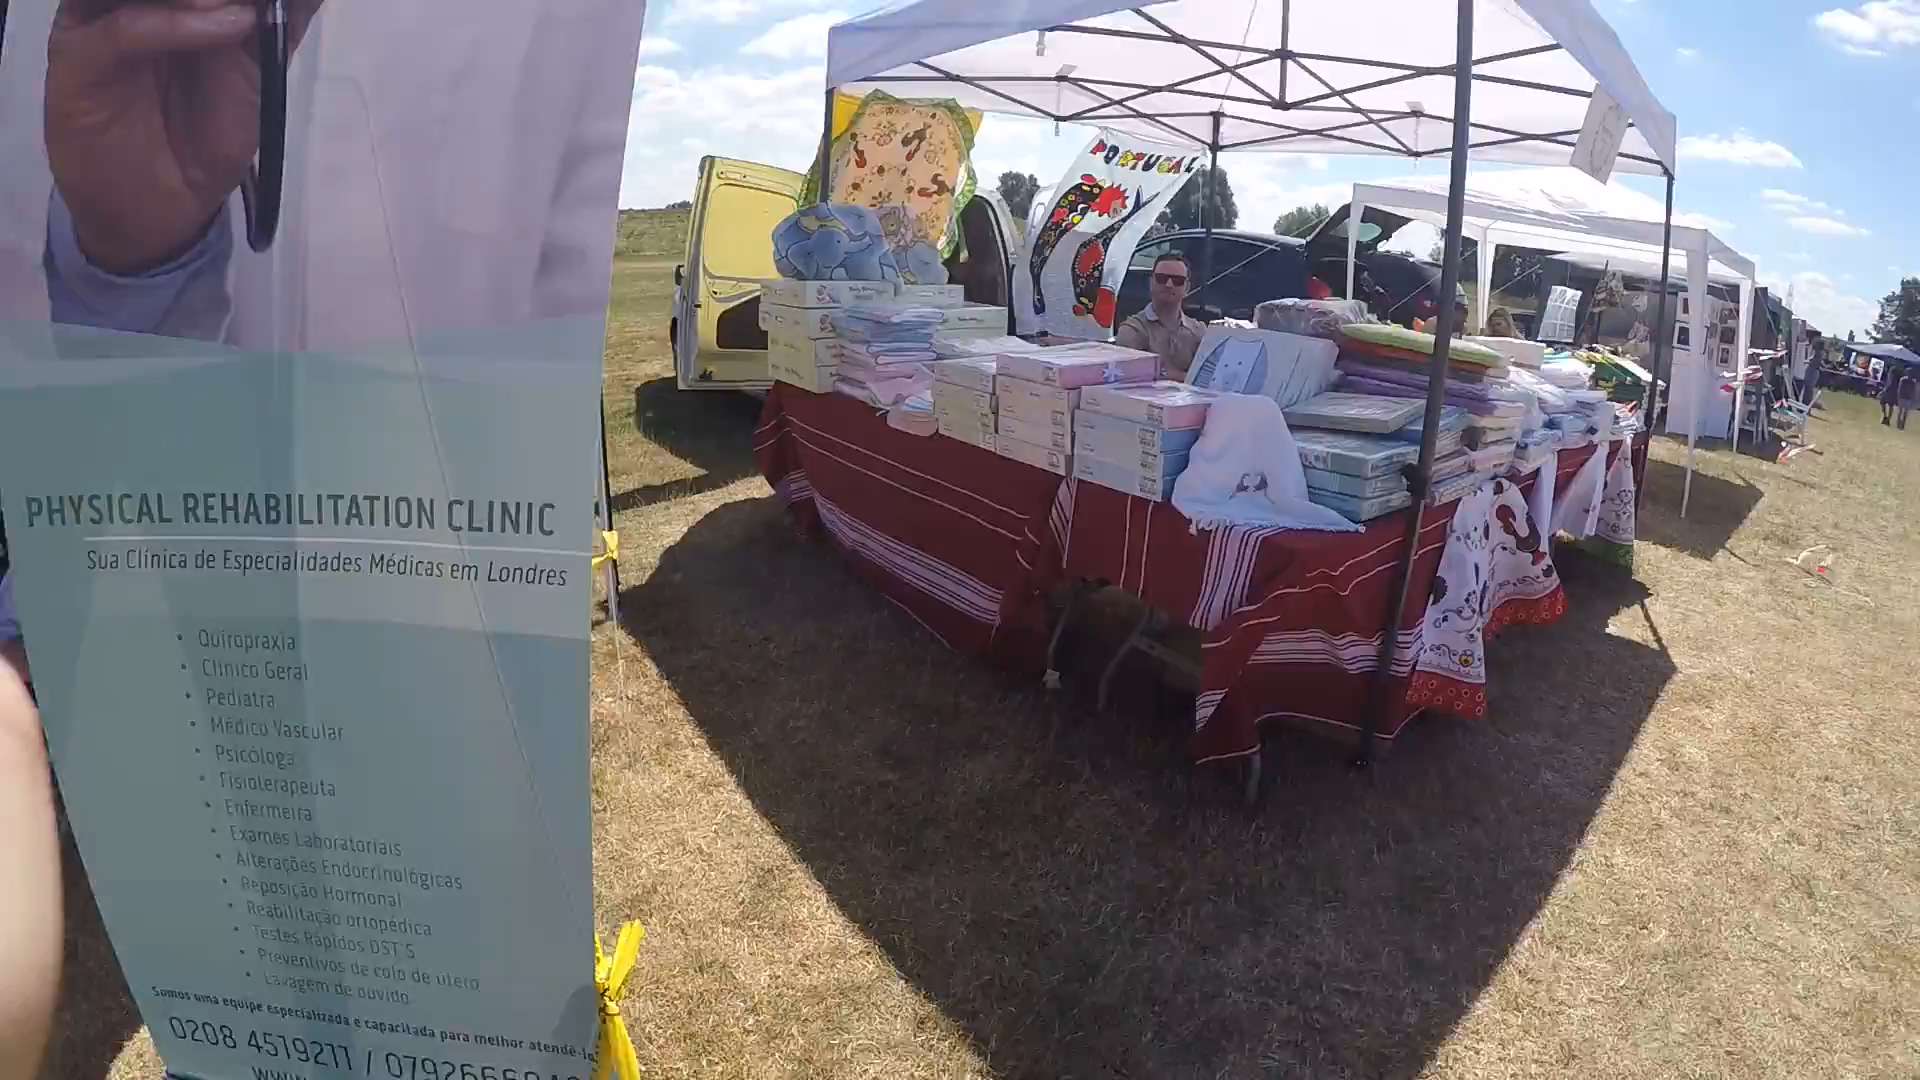 PHYSICAL REHABILITATION CLINIC
Sua Clínica de Especialidades Médicas em Londres
• Quiropraxia
• Clínico Geral
• Pediatra
• Médico Vascular
• Psicóloga
• Fisioterapeuta
• Enfermeira
• Exames Laboratoriais
• Alterações Endocrinológicas
• Reposição Hormonal
• Reabilitação ortopédica
• Testes Rápidos DST'S
• Preventivos de colo de útero
• Lavagem de ouvido
Somos uma equipe especializada e capacitada para melhor atendê-lo
0208 4519211 /
www.
PORTUGAL